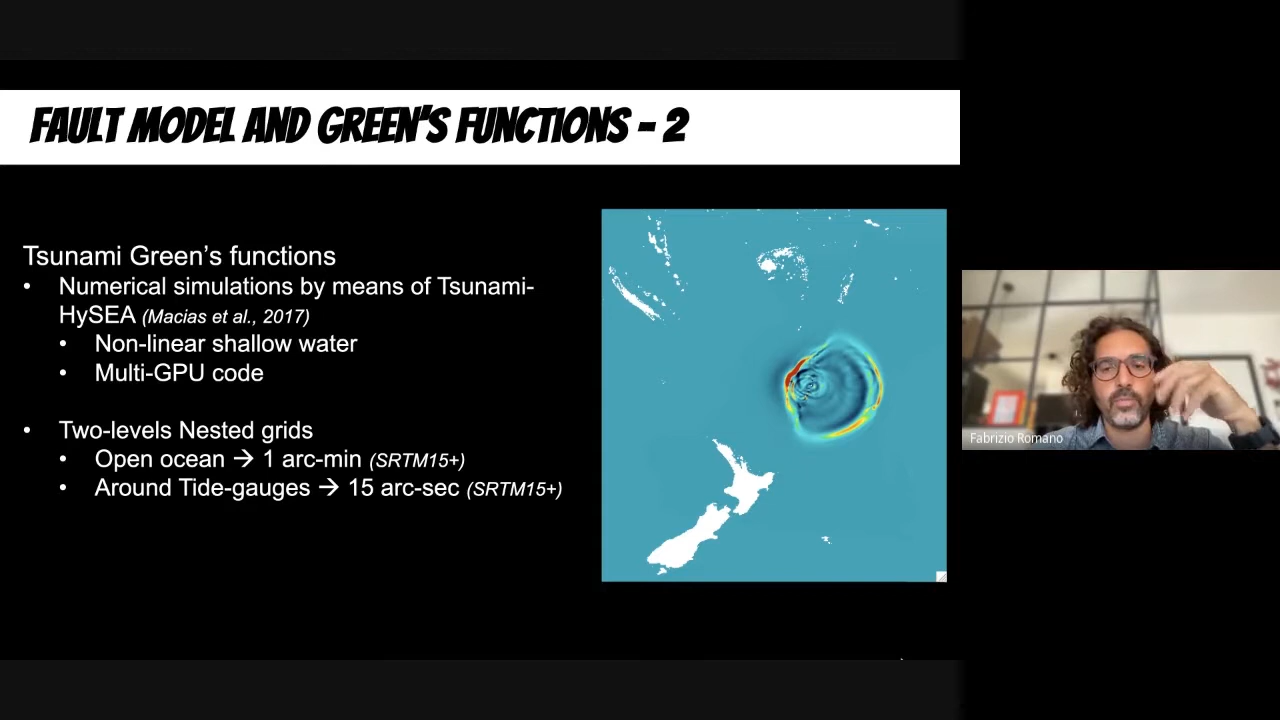 FAULT MODEL AND GREEN'S FUNCTIONS - 2
Tsunami Green's functions
• Numerical simulations by means of Tsunami-
HySEA (Macias et al., 2017)
• Non-linear shallow water
• Multi-GPU code
• Two-levels Nested grids
• Open ocean → 1 arc-min (SRTM15+)
• Around Tide-gauges → 15 arc-sec (SRTM15+)
Fabrizio Romano